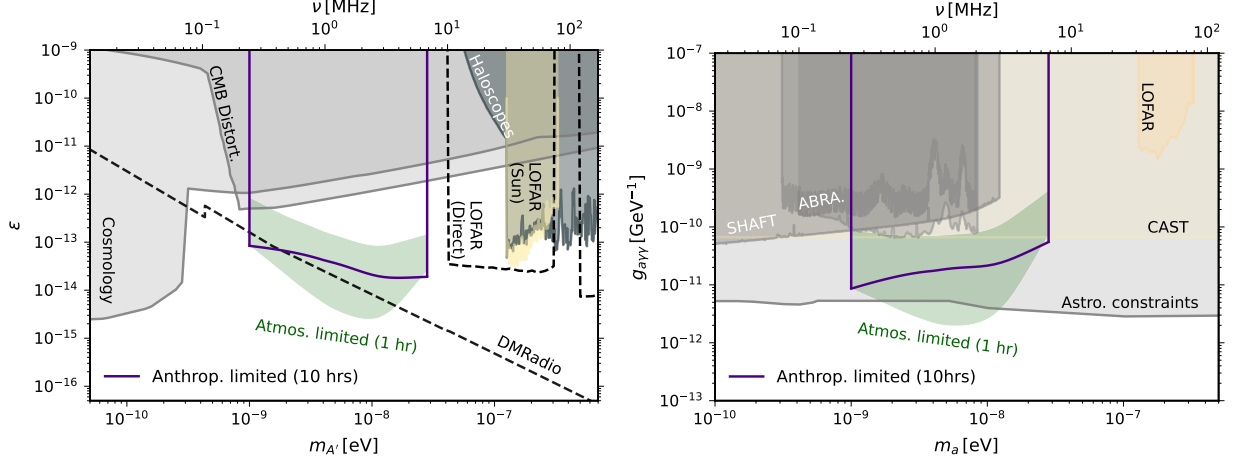 ν [MHz]
10⁻¹ 10⁰ 10¹ 10²
10⁻⁹
10⁻¹⁰
10⁻¹¹
10⁻¹²
10⁻¹³
10⁻¹⁴
10⁻¹⁵
10⁻¹⁶
ε
CMB Distort.
Haloscopes
Cosmology
LOFAR
(Direct)
LOFAR
(Sun)
Atmos. limited (1 hr)
DMRadio
Anthrop. limited (10 hrs)
10⁻¹⁰ 10⁻⁹ 10⁻⁸ 10⁻⁷
m_A′ [eV]
ν [MHz]
10⁻¹ 10⁰ 10¹ 10²
10⁻⁷
10⁻⁸
10⁻⁹
10⁻¹⁰
10⁻¹¹
10⁻¹²
10⁻¹³
g_aγγ [GeV⁻¹]
LOFAR
ABRA.
SHAFT
CAST
Astro. constraints
Atmos. limited (1 hr)
Anthrop. limited (10hrs)
10⁻¹⁰ 10⁻⁹ 10⁻⁸ 10⁻⁷
m_a [eV]